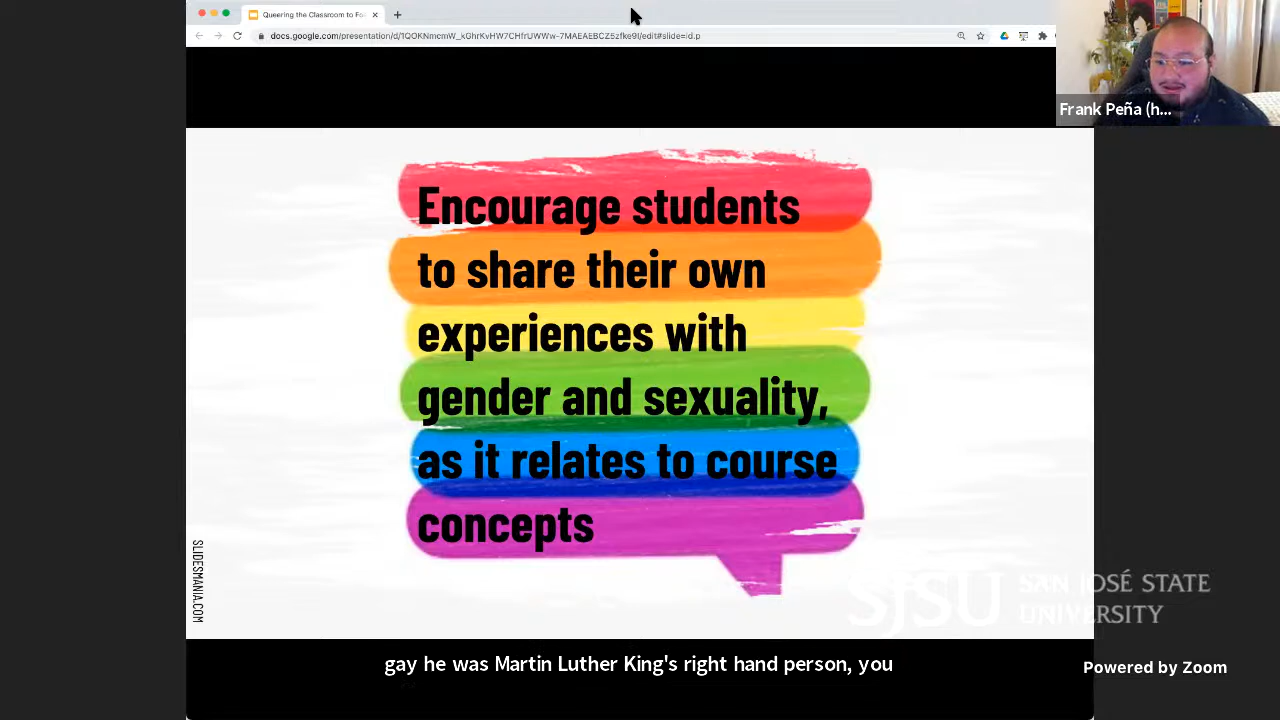 Queering the Classroom to Fo
docs.google.com/presentation/d/1QOKNmcmW_kGhrKvHW7CHfrUWWw-7MAEAEBCZ5zfke9I/edit#slide=id.p
Frank Peña (h...
Encourage students
to share their own
experiences with
gender and sexuality,
as it relates to course
concepts
SLIDESMANIA.COM
SJSU SAN JOSÉ STATE
UNIVERSITY
gay he was Martin Luther King's right hand person, you
Powered by Zoom